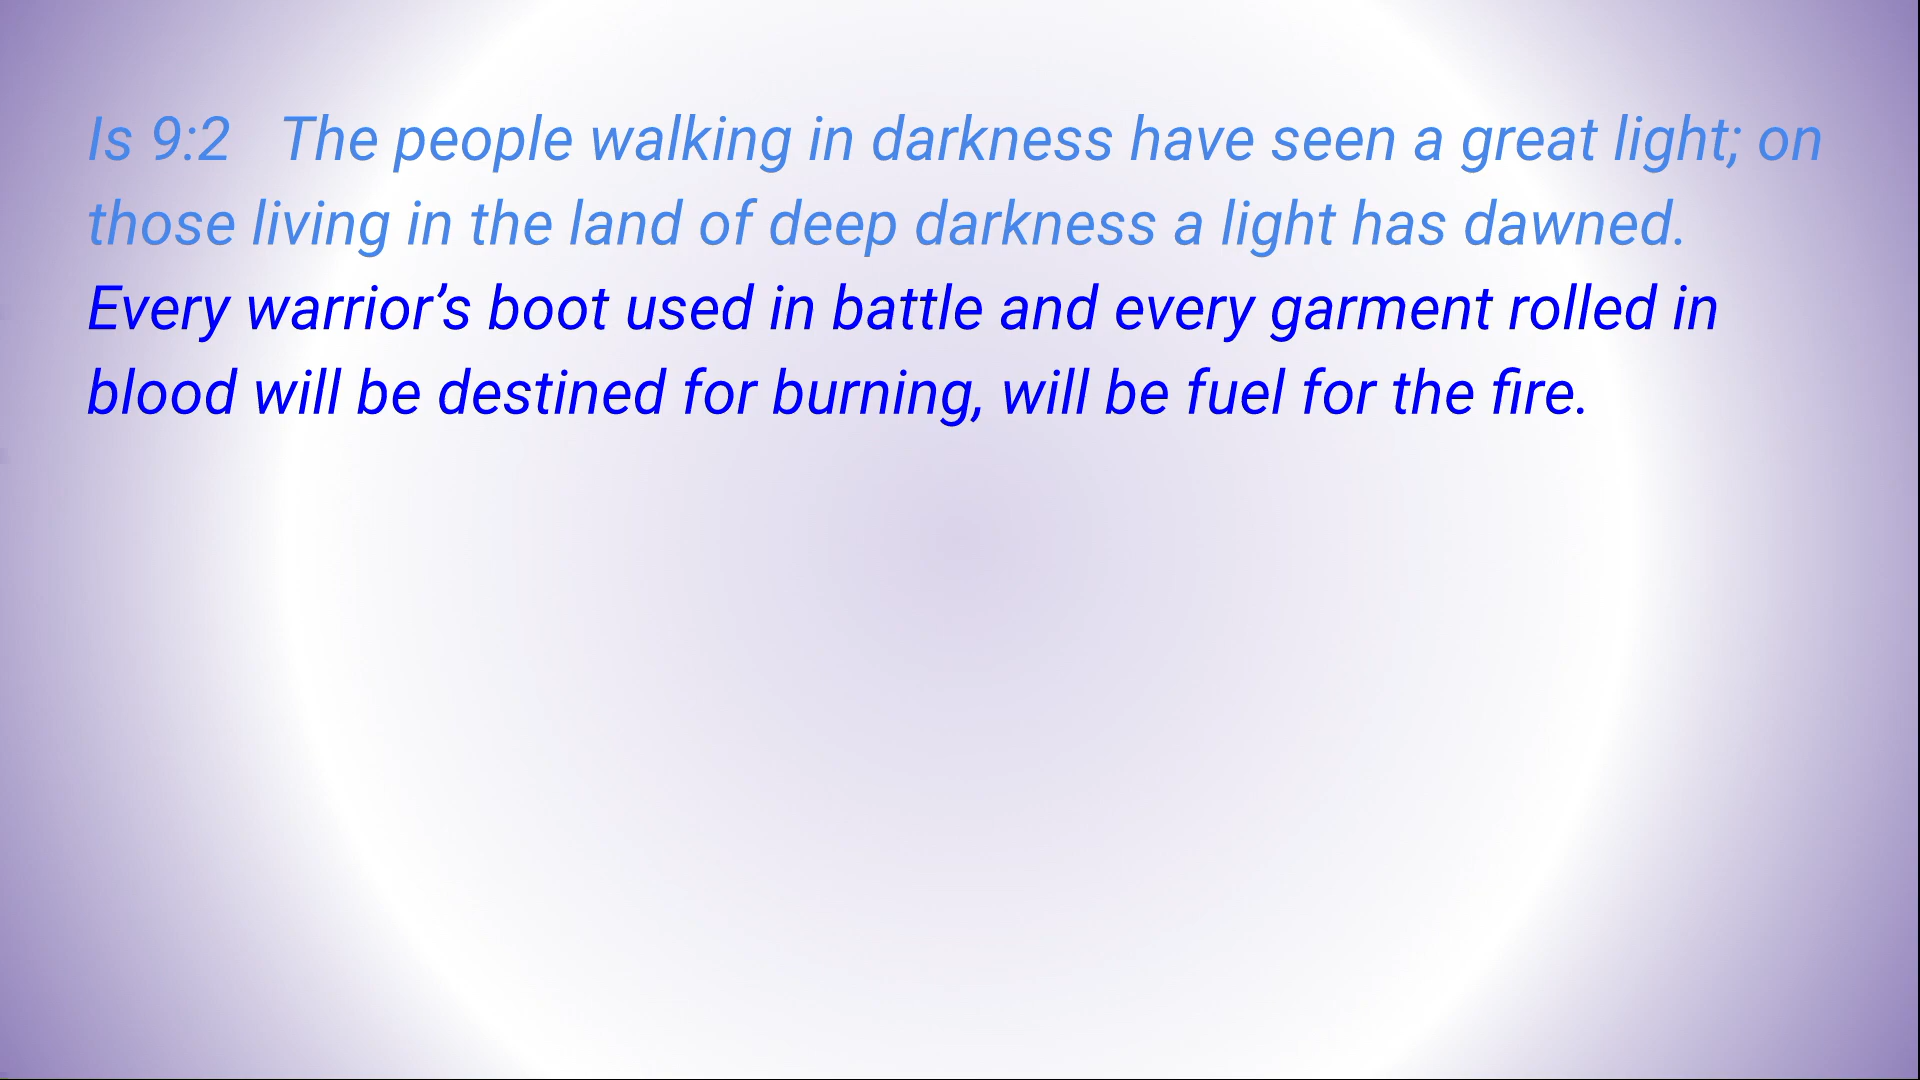 Is 9:2   The people walking in darkness have seen a great light; on
those living in the land of deep darkness a light has dawned.
Every warrior’s boot used in battle and every garment rolled in
blood will be destined for burning, will be fuel for the fire.